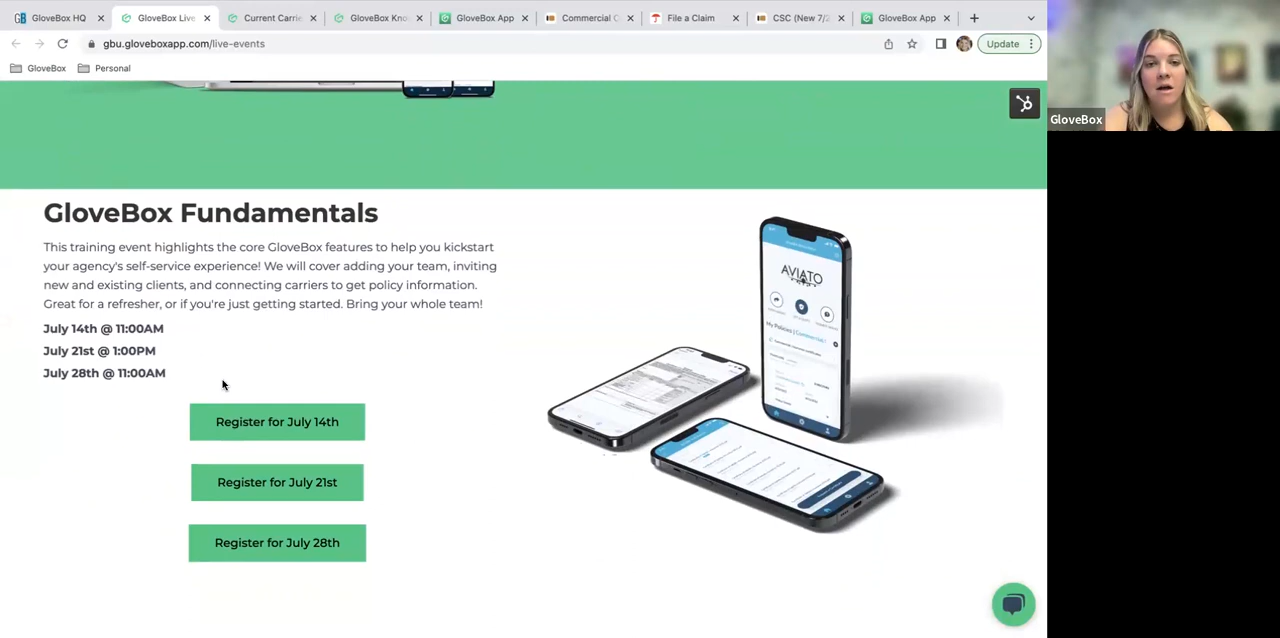 GloveBox HQ
GloveBox Live
Current Carrie
GloveBox Kno
GloveBox App
Commercial C
File a Claim
CSC (New 7/2
GloveBox App
gbu.gloveboxapp.com/live-events
Update
GloveBox
Personal
GloveBox
GloveBox Fundamentals
This training event highlights the core GloveBox features to help you kickstart
your agency's self-service experience! We will cover adding your team, inviting
new and existing clients, and connecting carriers to get policy information.
Great for a refresher, or if you're just getting started. Bring your whole team!
July 14th @ 11:00AM
July 21st @ 1:00PM
July 28th @ 11:00AM
Register for July 14th
Register for July 21st
Register for July 28th
AVIATO
My Policies | Commercial